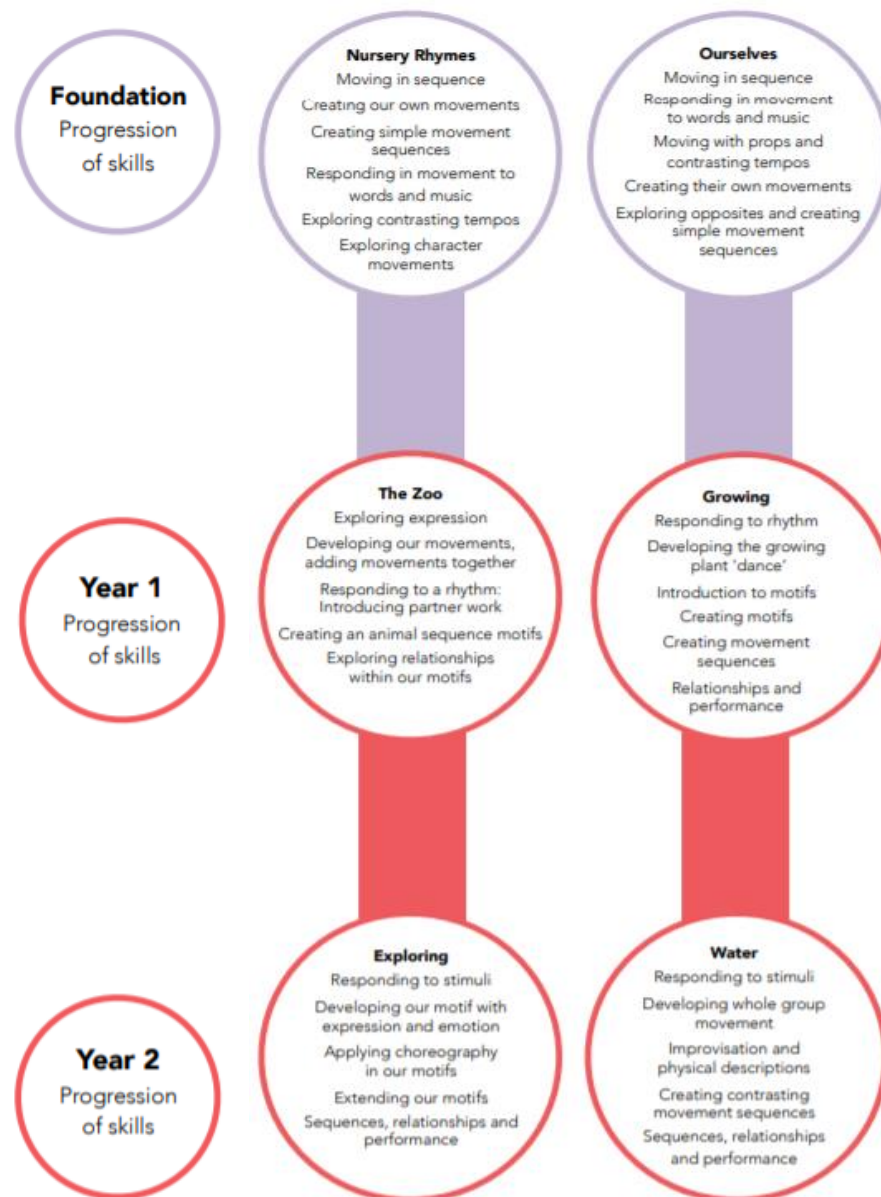 Foundation
Progression
of skills
Nursery Rhymes
Moving in sequence
Creating our own movements
Creating simple movement
sequences
Responding in movement to
words and music
Exploring contrasting tempos
Exploring character
movements
Ourselves
Moving in sequence
Responding in movement
to words and music
Moving with props and
contrasting tempos
Creating their own movements
Exploring opposites and creating
simple movement
sequences
Year 1
Progression
of skills
The Zoo
Exploring expression
Developing our movements,
adding movements together
Responding to a rhythm:
Introducing partner work
Creating an animal sequence motifs
Exploring relationships
within our motifs
Growing
Responding to rhythm
Developing the growing
plant 'dance'
Introduction to motifs
Creating motifs
Creating movement
sequences
Relationships and
performance
Year 2
Progression
of skills
Exploring
Responding to stimuli
Developing our motif with
expression and emotion
Applying choreography
in our motifs
Extending our motifs
Sequences, relationships and
performance
Water
Responding to stimuli
Developing whole group
movement
Improvisation and
physical descriptions
Creating contrasting
movement sequences
Sequences, relationships
and performance